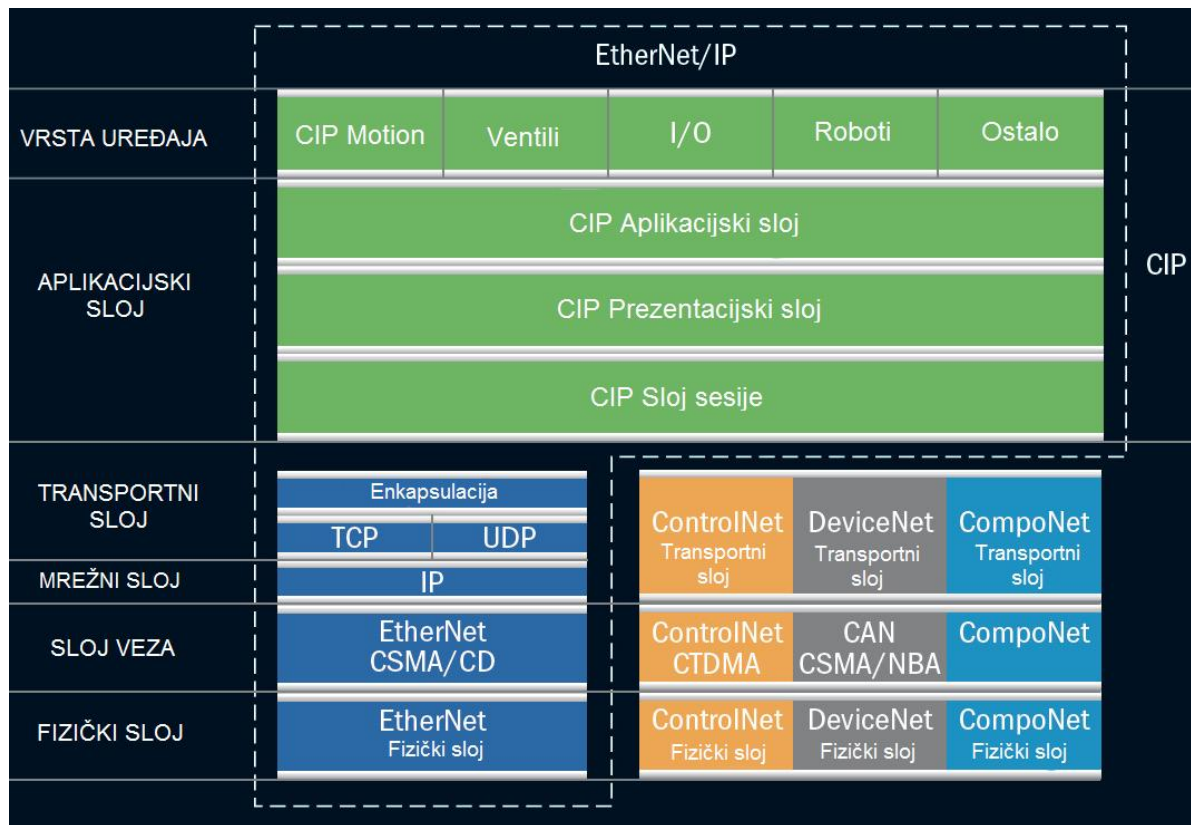 EtherNet/IP
VRSTA UREĐAJA
CIP Motion
Ventili
I/O
Roboti
Ostalo
APLIKACIJSKI
SLOJ
CIP Aplikacijski sloj
CIP Prezentacijski sloj
CIP Sloj sesije
CIP
TRANSPORTNI
SLOJ
Enkapsulacija
TCP
UDP
ControlNet
Transportni
sloj
DeviceNet
Transportni
sloj
CompoNet
Transportni
sloj
MREŽNI SLOJ
IP
SLOJ VEZA
EtherNet
CSMA/CD
ControlNet
CTDMA
CAN
CSMA/NBA
CompoNet
FIZIČKI SLOJ
EtherNet
Fizički sloj
ControlNet
Fizički sloj
DeviceNet
Fizički sloj
CompoNet
Fizički sloj